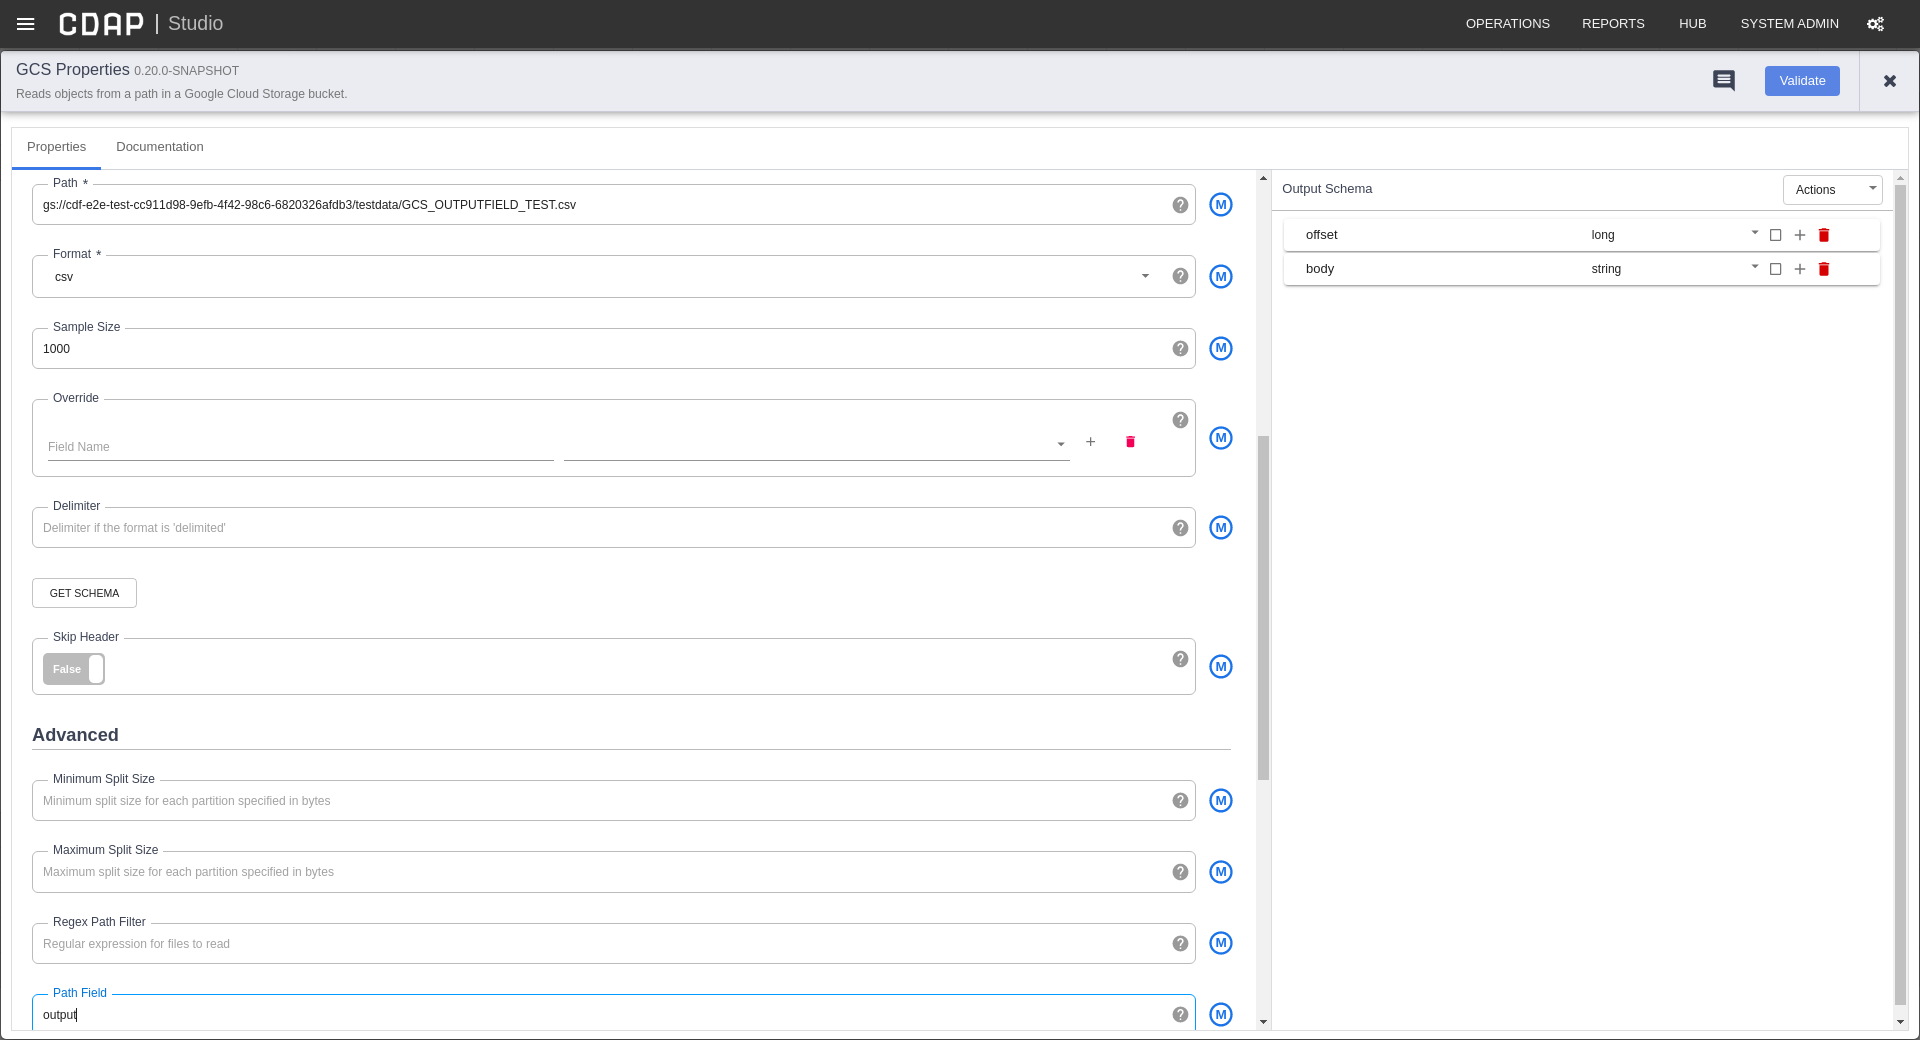 CDAP | Studio
OPERATIONS REPORTS HUB SYSTEM ADMIN
GCS Properties 0.20.0-SNAPSHOT
Reads objects from a path in a Google Cloud Storage bucket.
Validate
Properties Documentation
Path *
gs://cdf-e2e-test-cc911d98-9efb-4f42-98c6-6820326afdb3/testdata/GCS_OUTPUTFIELD_TEST.csv
M
Format *
csv
M
Sample Size
1000
M
Override
Field Name
M
Delimiter
Delimiter if the format is 'delimited'
M
GET SCHEMA
Skip Header
False
M
Advanced
Minimum Split Size
Minimum split size for each partition specified in bytes
M
Maximum Split Size
Maximum split size for each partition specified in bytes
M
Regex Path Filter
Regular expression for files to read
M
Path Field
output
M
Output Schema
Actions
offset long
body string